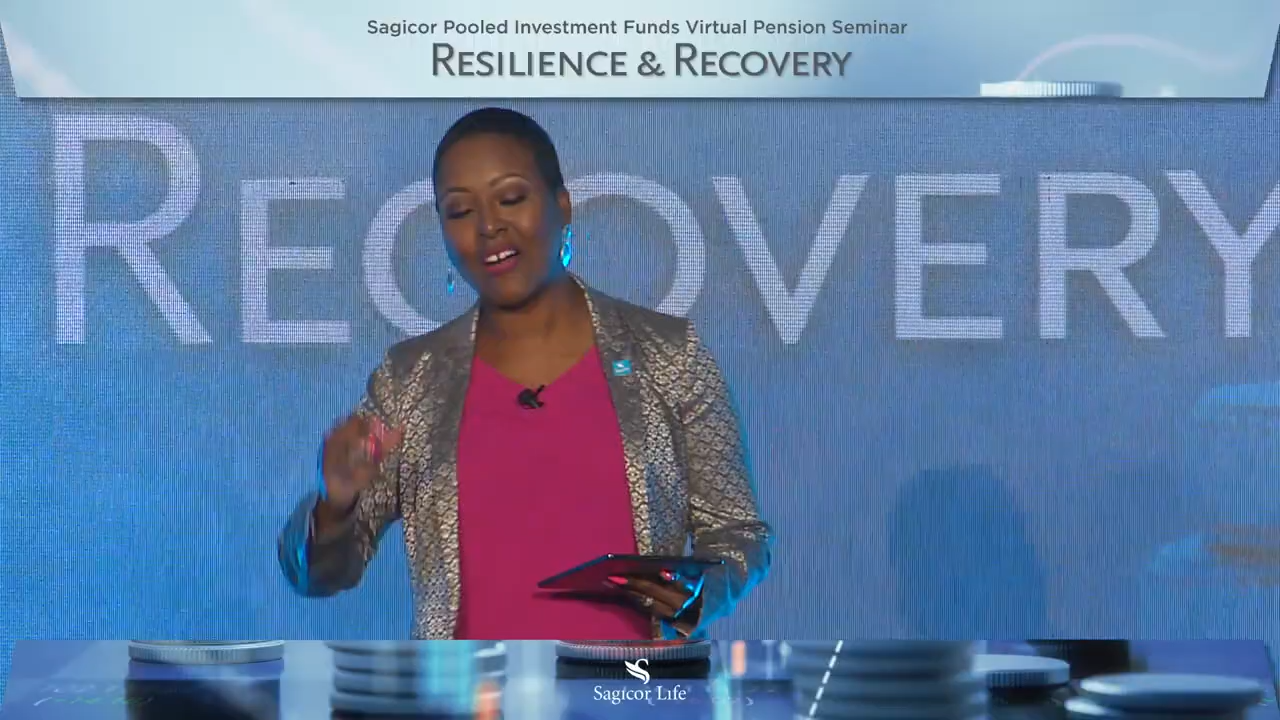 Sagicor Pooled Investment Funds Virtual Pension Seminar
RESILIENCE & RECOVERY
RECOVERY
Sagicor Life